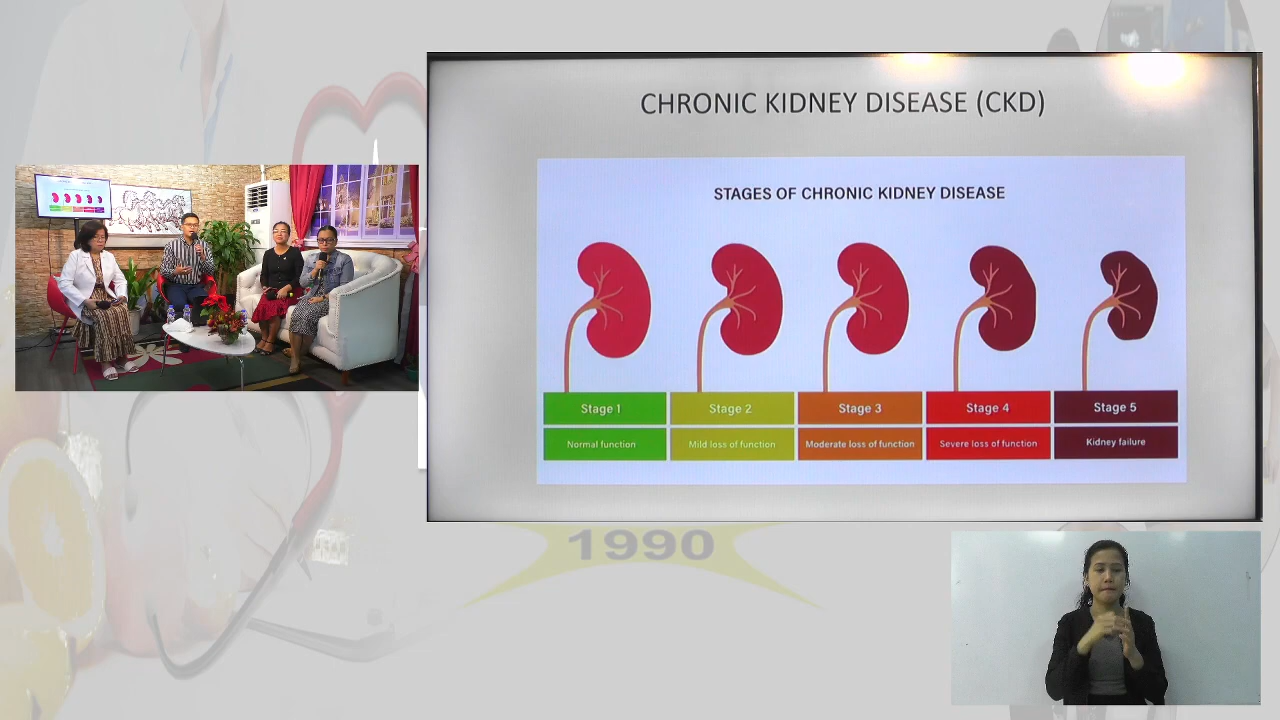 CHRONIC KIDNEY DISEASE (CKD)
STAGES OF CHRONIC KIDNEY DISEASE
Stage 1
Stage 2
Stage 3
Stage 4
Stage 5
Normal function
Mild loss of function
Moderate loss of function
Severe loss of function
Kidney failure
1990